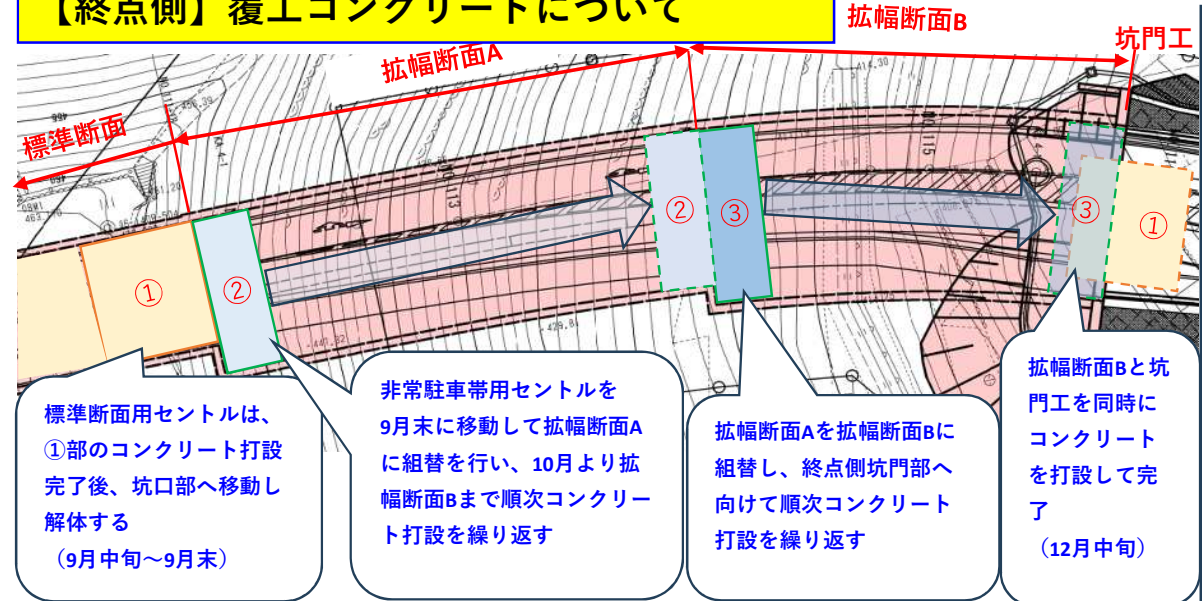 【終点側】覆工コンクリートについて
拡幅断面B
坑門工
拡幅断面A
標準断面
①
②
②
③
③
①
414.30
NO.115
NO.113
429.8
標準断面用セントルは、
①部のコンクリート打設
完了後、坑口部へ移動し
解体する
（9月中旬～9月末）
非常駐車帯用セントルを
9月末に移動して拡幅断面A
に組替を行い、10月より拡
幅断面Bまで順次コンクリー
ト打設を繰り返す
拡幅断面Aを拡幅断面Bに
組替し、終点側坑門部へ
向けて順次コンクリート
打設を繰り返す
拡幅断面Bと坑
門工を同時に
コンクリート
を打設して完
了
（12月中旬）